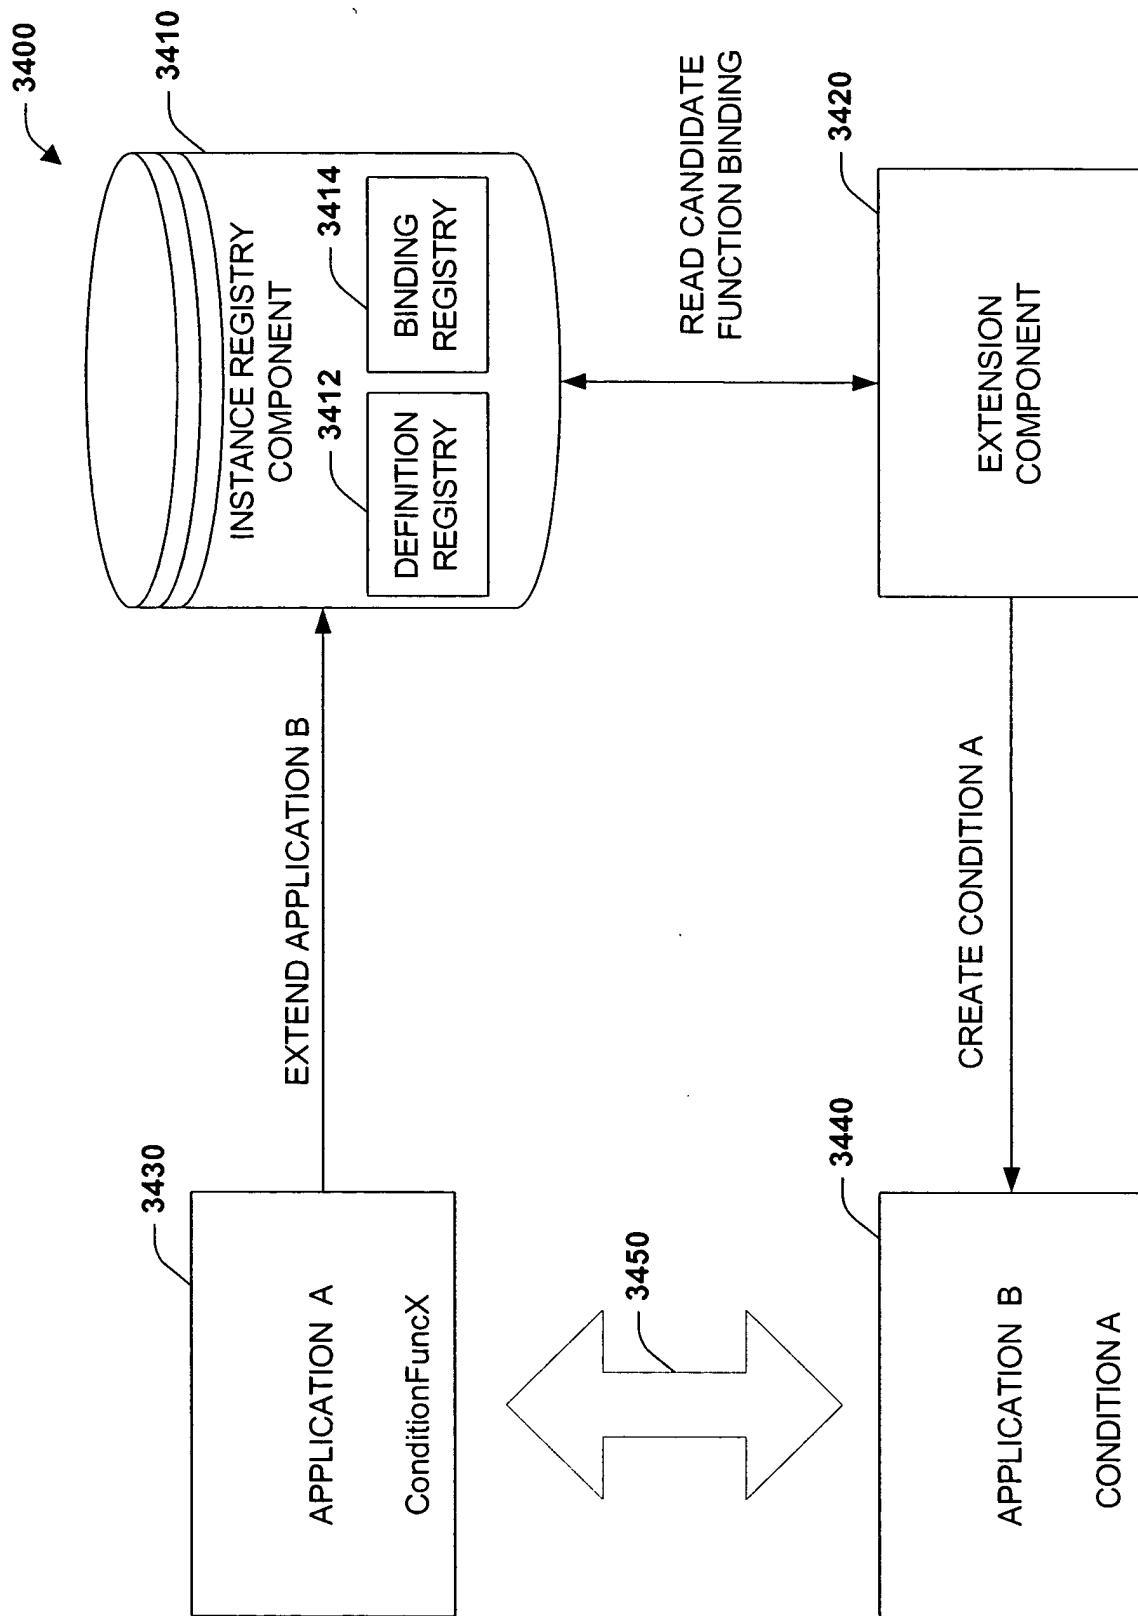 3400
3430
APPLICATION A
ConditionFuncX
EXTEND APPLICATION B
3410
INSTANCE REGISTRY
COMPONENT
3412
DEFINITION
REGISTRY
3414
BINDING
REGISTRY
3450
READ CANDIDATE
FUNCTION BINDING
3440
APPLICATION B
CONDITION A
CREATE CONDITION A
3420
EXTENSION
COMPONENT